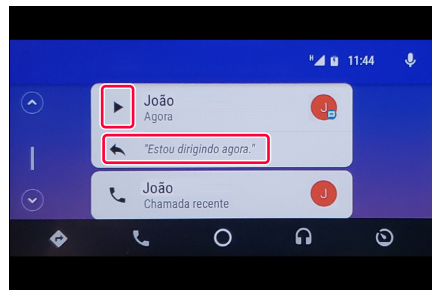 H 11:44
João
Agora
J
"Estou dirigindo agora."
João
Chamada recente
J